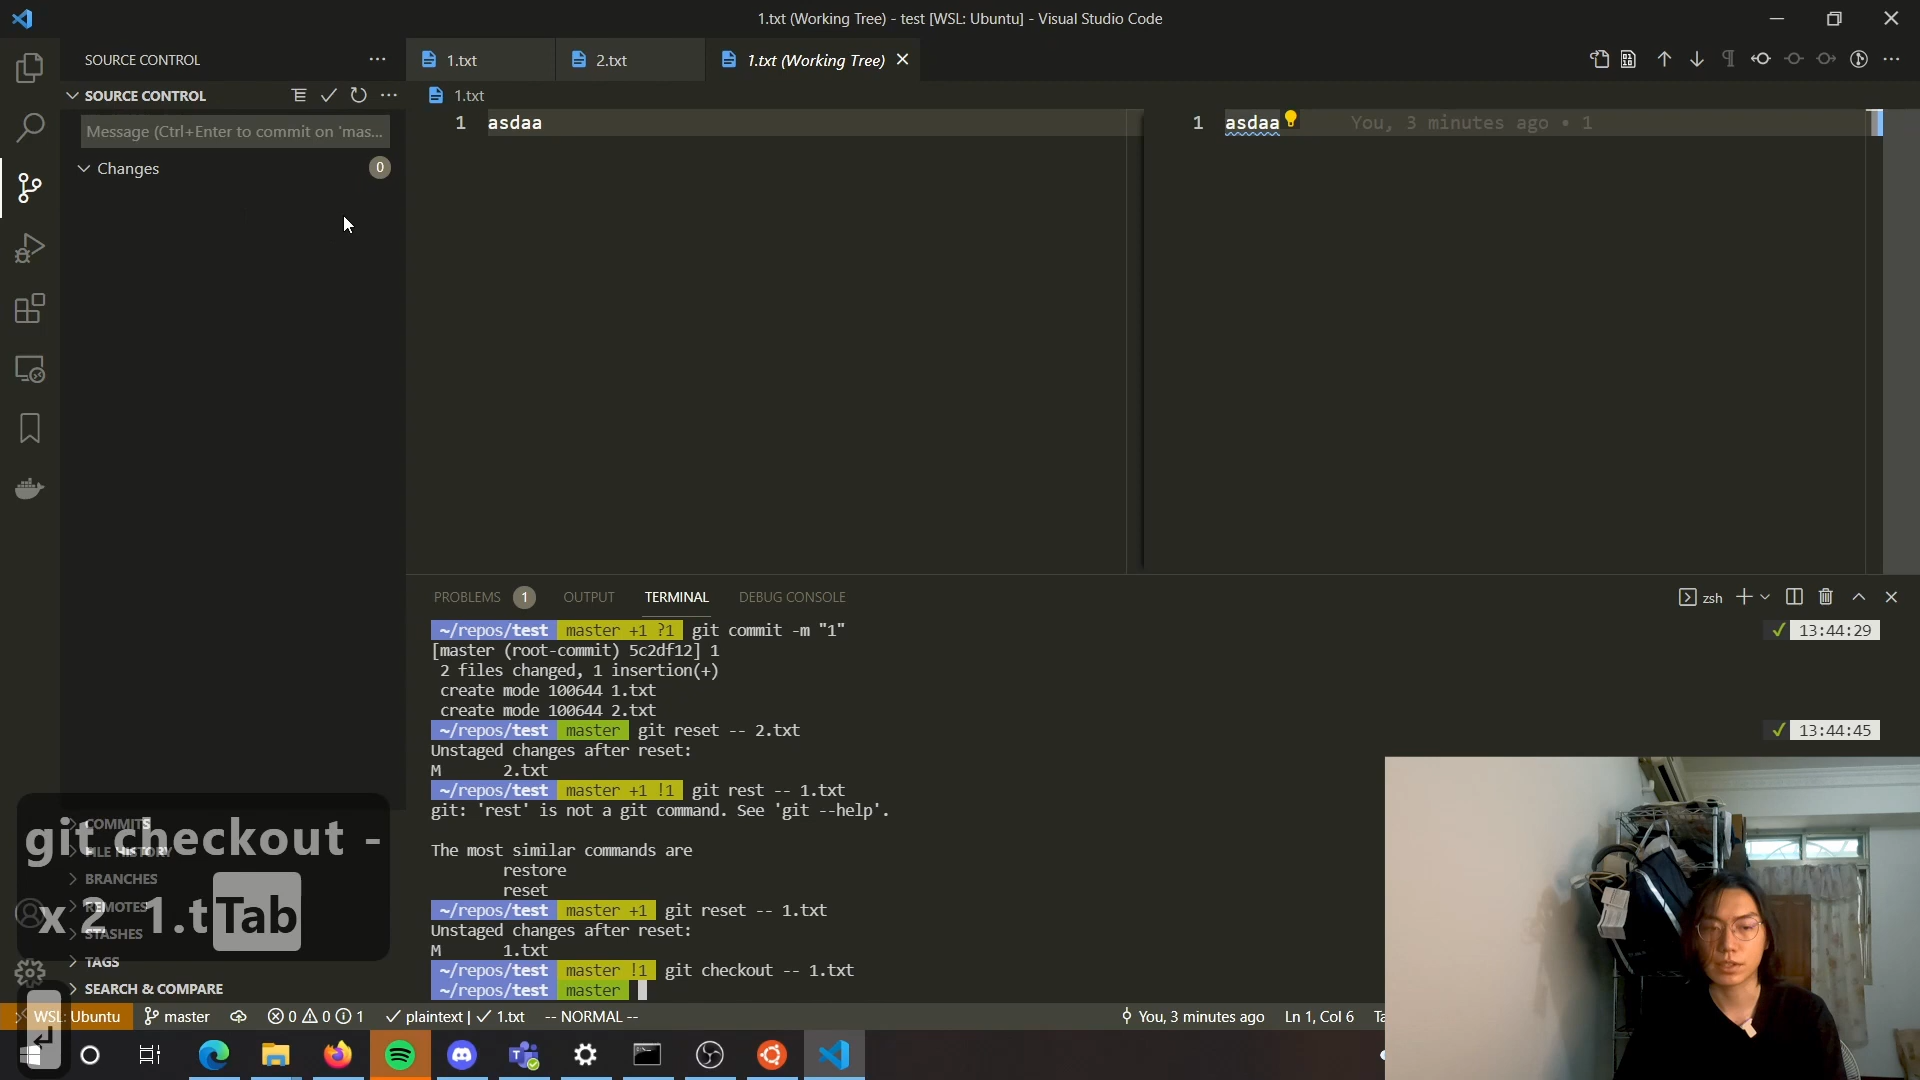 1.txt (Working Tree) - test [WSL: Ubuntu] - Visual Studio Code
SOURCE CONTROL
1.txt
2.txt
1.txt (Working Tree)
SOURCE CONTROL
1.txt
Message (Ctrl+Enter to commit on 'mas...
1 asdaa
1 asdaa You, 3 minutes ago • 1
Changes 0
PROBLEMS 1 OUTPUT TERMINAL DEBUG CONSOLE
zsh
~/repos/test master +1 ?1 git commit -m "1" ✓ 13:44:29
[master (root-commit) 5c2df12] 1
2 files changed, 1 insertion(+)
create mode 100644 1.txt
create mode 100644 2.txt
~/repos/test master git reset -- 2.txt ✓ 13:44:45
Unstaged changes after reset:
M 2.txt
~/repos/test master +1 !1 git rest -- 1.txt
git: 'rest' is not a git command. See 'git --help'.
The most similar commands are
restore
reset
~/repos/test master +1 git reset -- 1.txt
Unstaged changes after reset:
M 1.txt
~/repos/test master !1 git checkout -- 1.txt
~/repos/test master
COMMITS
FILE HISTORY
BRANCHES
REMOTES
STASHES
TAGS
SEARCH & COMPARE
git checkout -
x 2 1.t Tab
WSL: Ubuntu master 0 0 1 ✓ plaintext | ✓ 1.txt -- NORMAL -- You, 3 minutes ago Ln 1, Col 6